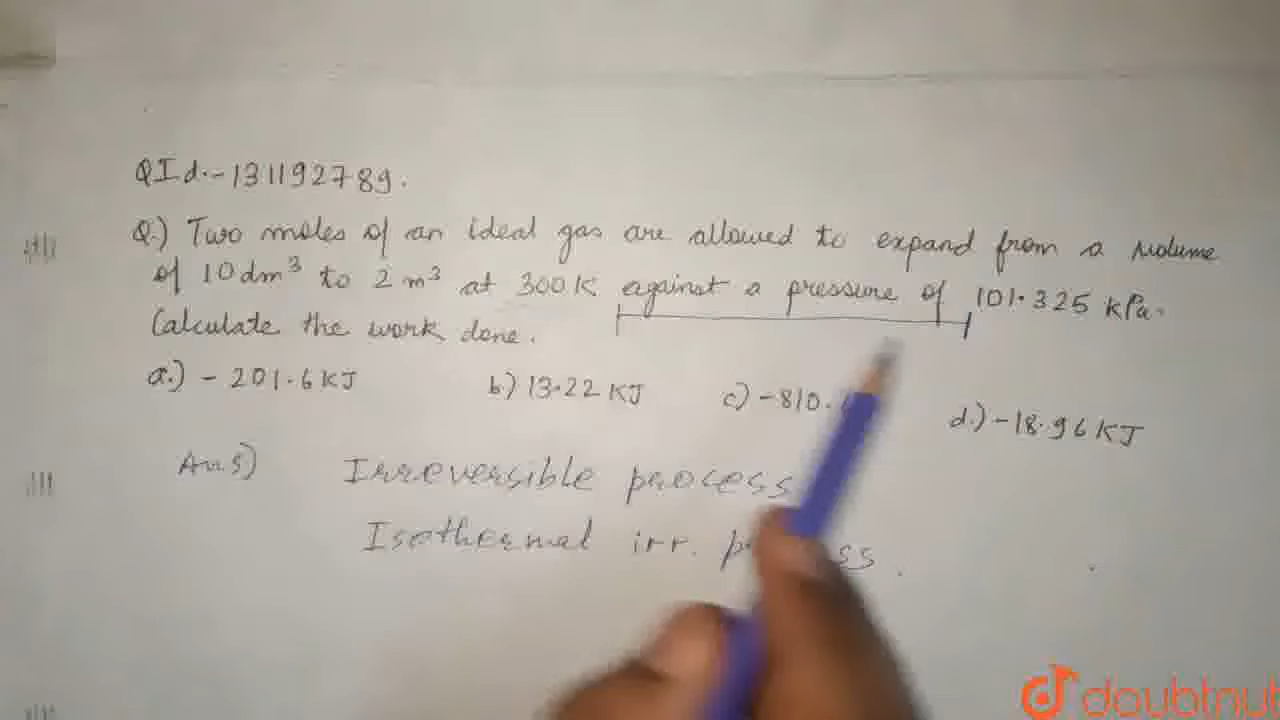 QId.-131192789.
Q.) Two moles of an ideal gas are allowed to expand from a volume
of 10 dm³ to 2 m³ at 300K against a pressure of 101.325 kPa.
Calculate the work done.
a.) - 201.6 KJ b) 13.22 KJ c) -810. d.) -18.96 KJ
Ans) Irreversible process
Isothermal irr.
doubtnut